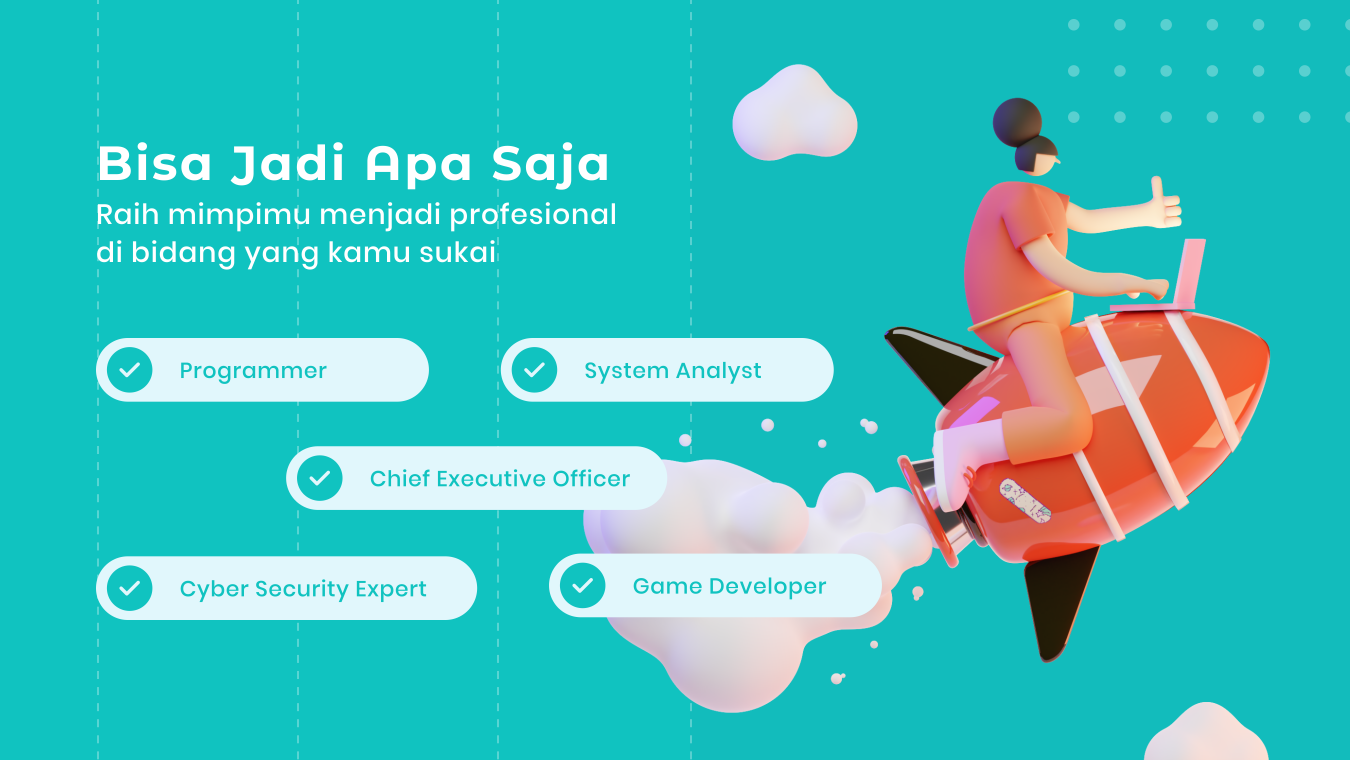 Bisa Jadi Apa Saja
Raih mimpimu menjadi profesional
di bidang yang kamu sukai
Programmer
System Analyst
Chief Executive Officer
Cyber Security Expert
Game Developer